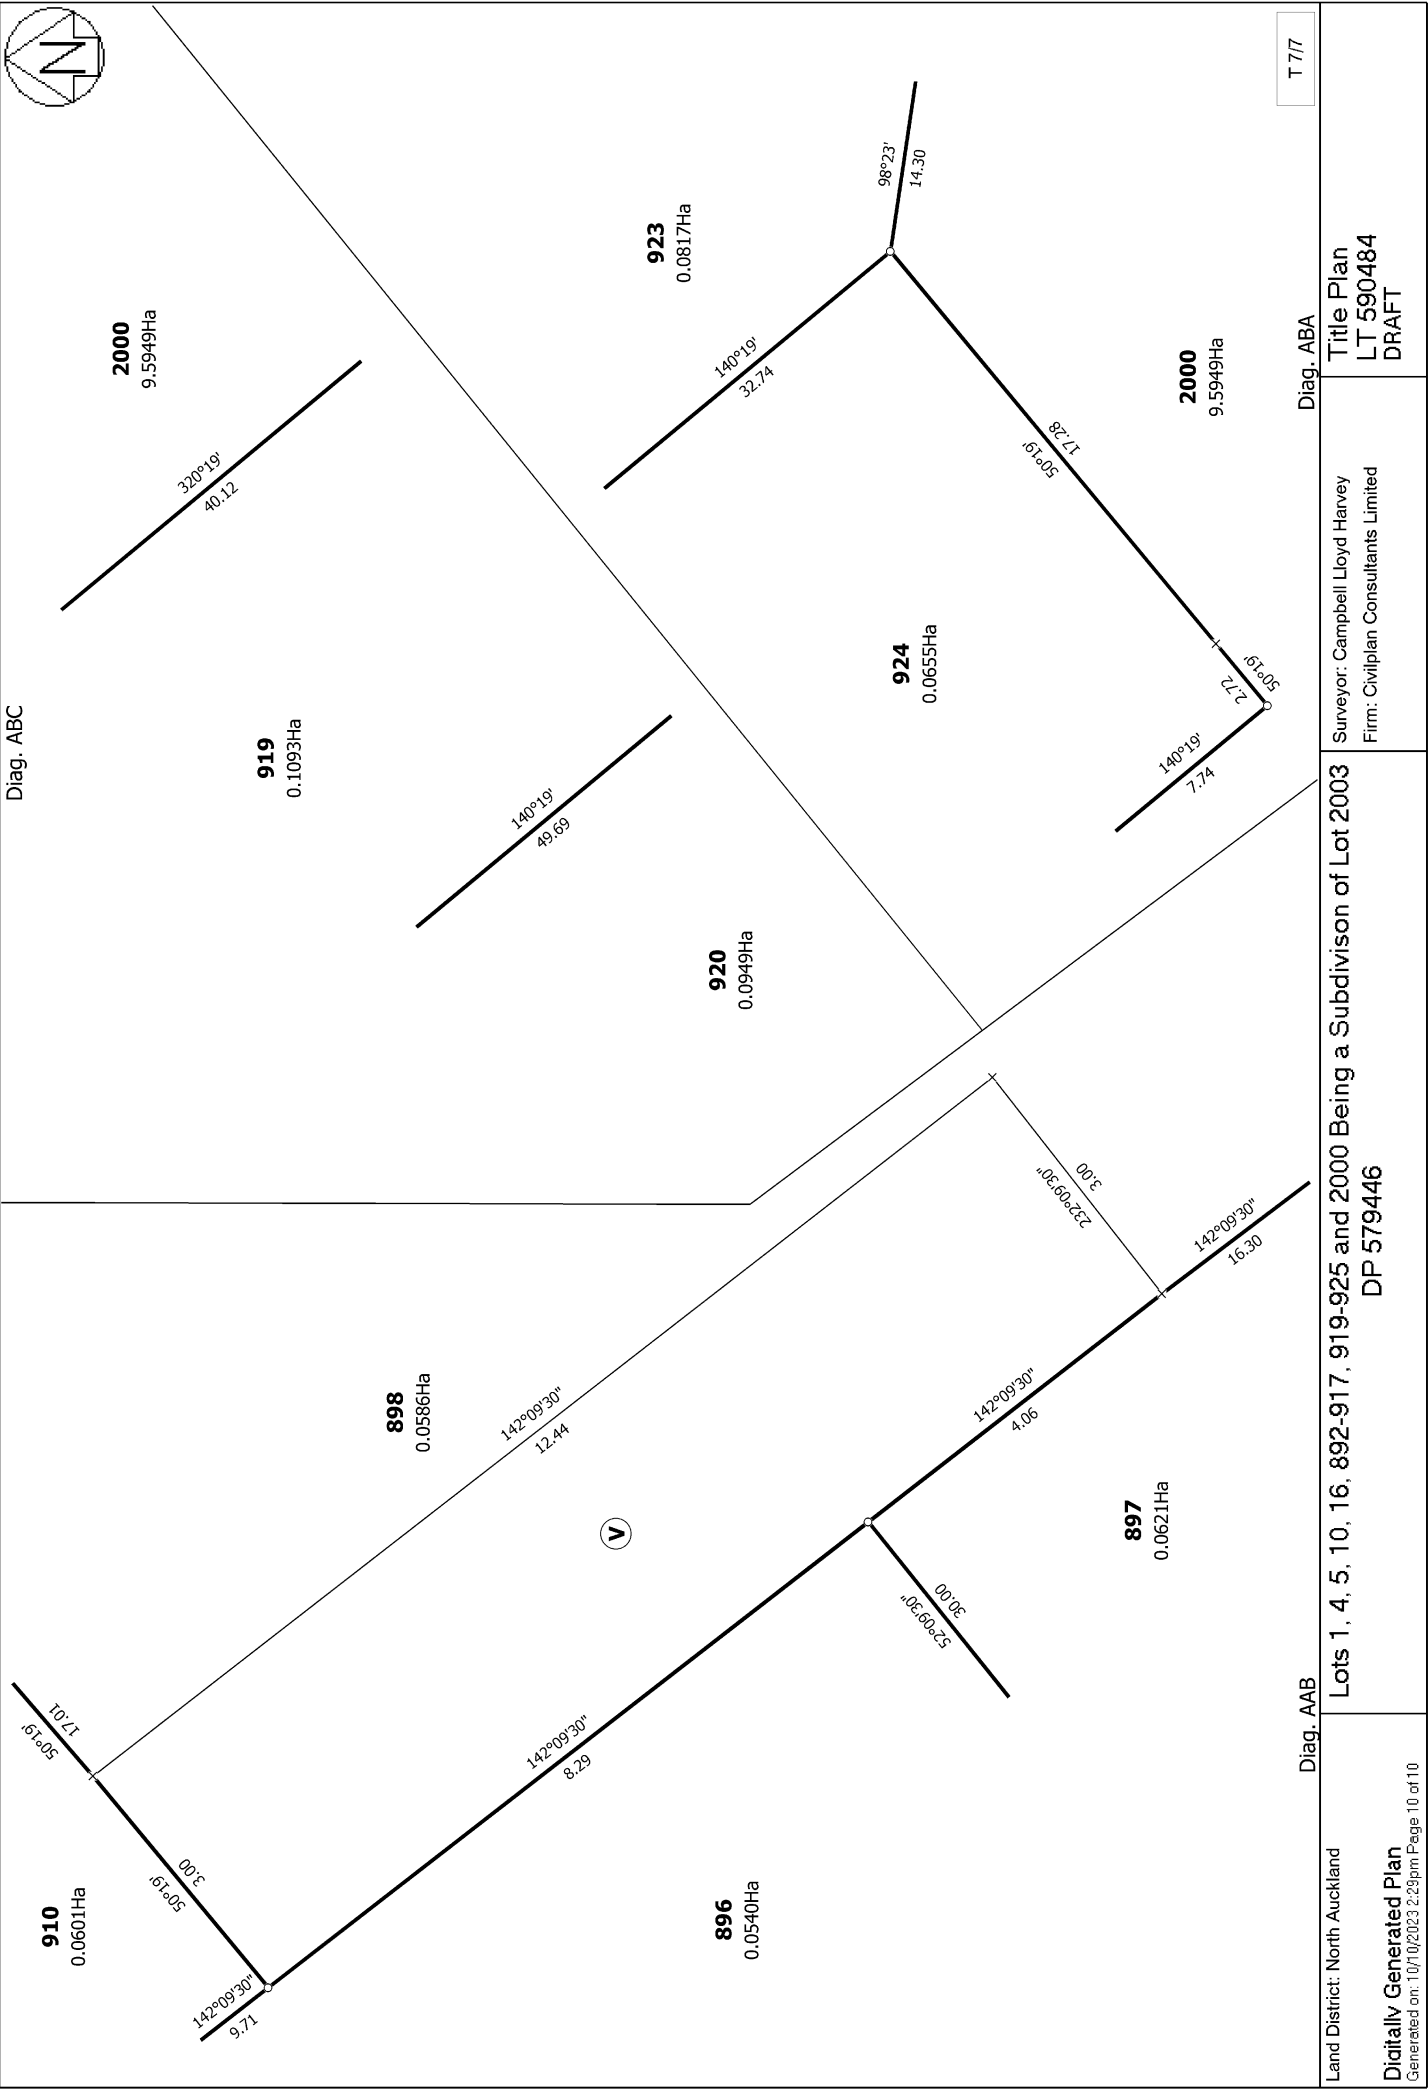 Diag. ABC
N
T 7/7
910
0.0601Ha
50°19'
17.01
50°19'
3.00
142°09'30"
9.71
898
0.0586Ha
142°09'30"
12.44
V
142°09'30"
8.29
896
0.0540Ha
52°09'30"
30.00
142°09'30"
4.06
897
0.0621Ha
232°09'30"
3.00
142°09'30"
16.30
Diag. AAB
919
0.1093Ha
320°19'
40.12
2000
9.5949Ha
140°19'
49.69
920
0.0949Ha
923
0.0817Ha
98°23'
14.30
140°19'
32.74
924
0.0655Ha
50°19'
17.28
2000
9.5949Ha
2.72
50°19'
140°19'
7.74
Diag. ABA
Land District: North Auckland
Digitally Generated Plan
Generated on: 10/10/2023 2:29pm Page 10 of 10
Lots 1, 4, 5, 10, 16, 892-917, 919-925 and 2000 Being a Subdivison of Lot 2003
DP 579446
Surveyor: Campbell Lloyd Harvey
Firm: Civilplan Consultants Limited
Title Plan
LT 590484
DRAFT